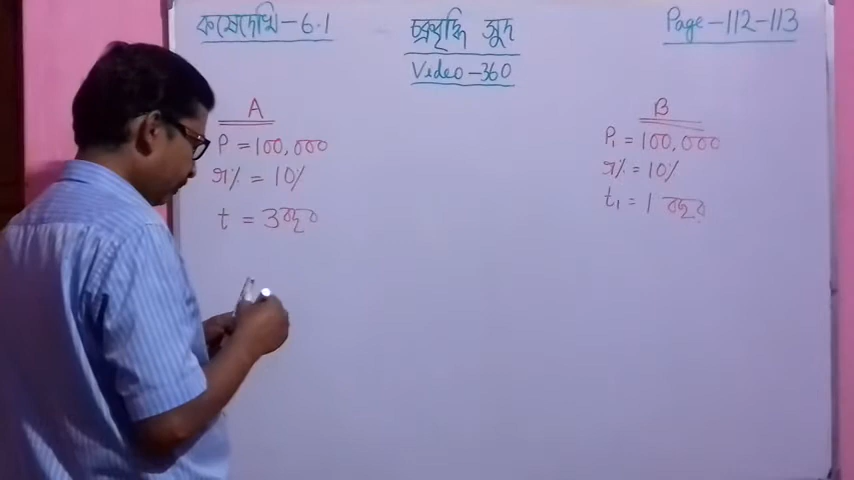 কষেদেখি-6.1
চক্রবৃদ্ধি সুদ
Page-112-113
Video-360
A
P = 100,000
r% = 10%
t = 3 বছর
B
P₁ = 100,000
r% = 10%
t₁ = 1 বছর